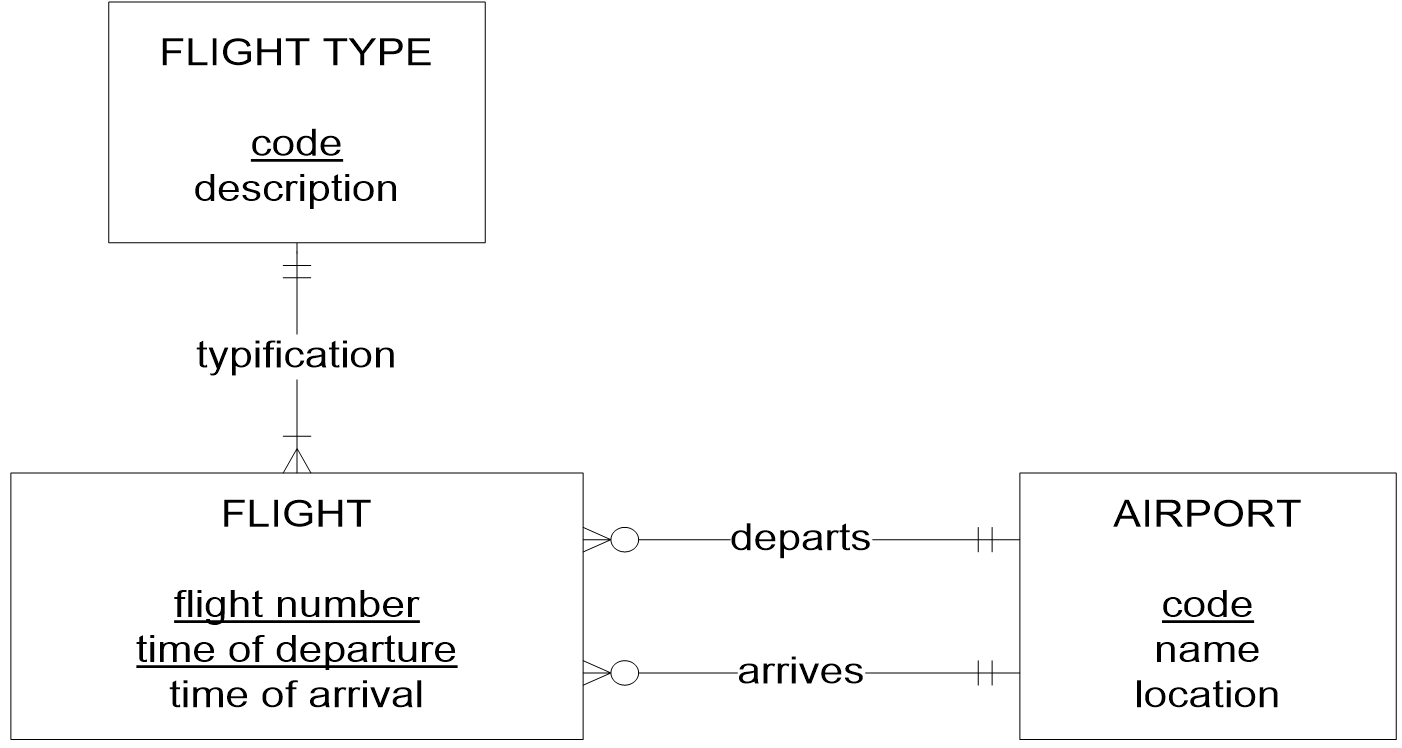 FLIGHT TYPE
code
description
typification
FLIGHT
flight number
time of departure
time of arrival
departs
arrives
AIRPORT
code
name
location